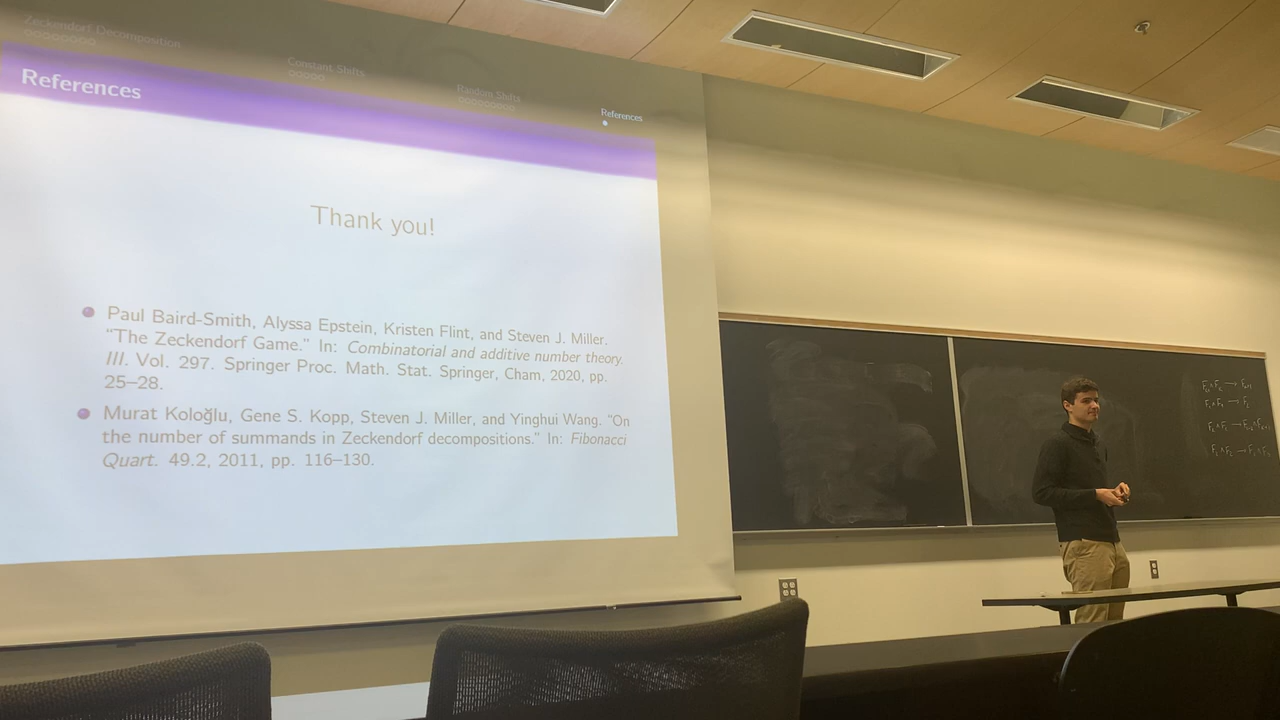 Zeckendorf Decomposition
Constant Shifts
Random Shifts
References
References
Thank you!
Paul Baird-Smith, Alyssa Epstein, Kristen Flint, and Steven J. Miller.
“The Zeckendorf Game.” In: Combinatorial and additive number theory.
III. Vol. 297. Springer Proc. Math. Stat. Springer, Cham, 2020, pp.
25–28.
Murat Koloğlu, Gene S. Kopp, Steven J. Miller, and Yinghui Wang. “On
the number of summands in Zeckendorf decompositions.” In: Fibonacci
Quart. 49.2, 2011, pp. 116–130.